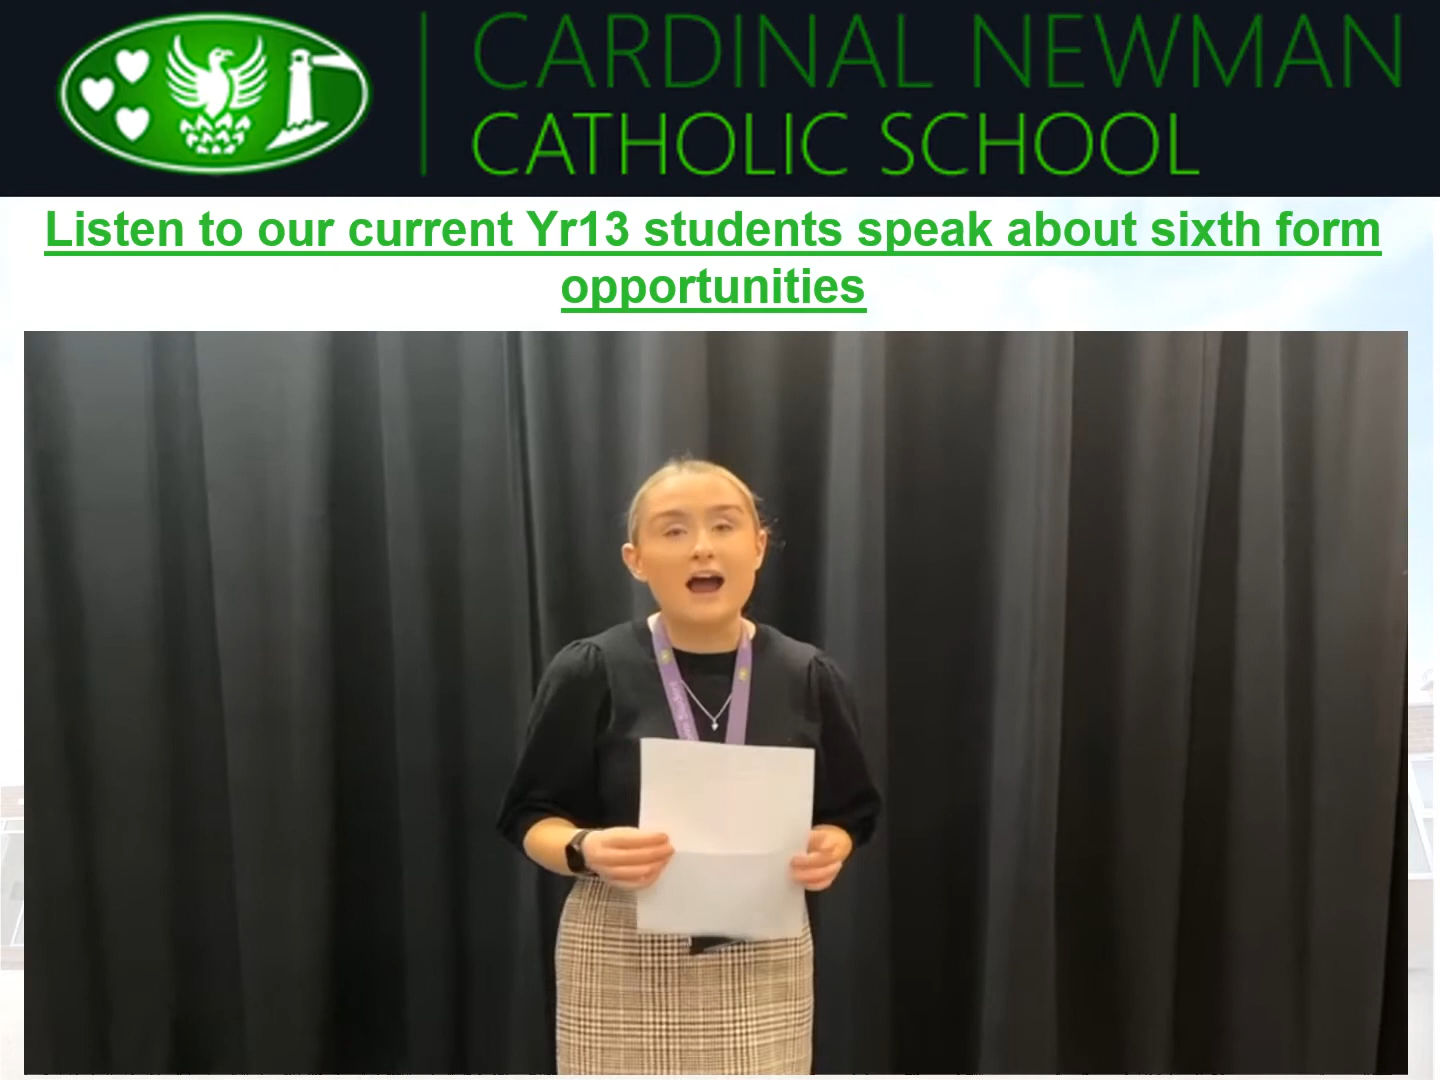 CARDINAL NEWMAN
CATHOLIC SCHOOL
Listen to our current Yr13 students speak about sixth form
opportunities